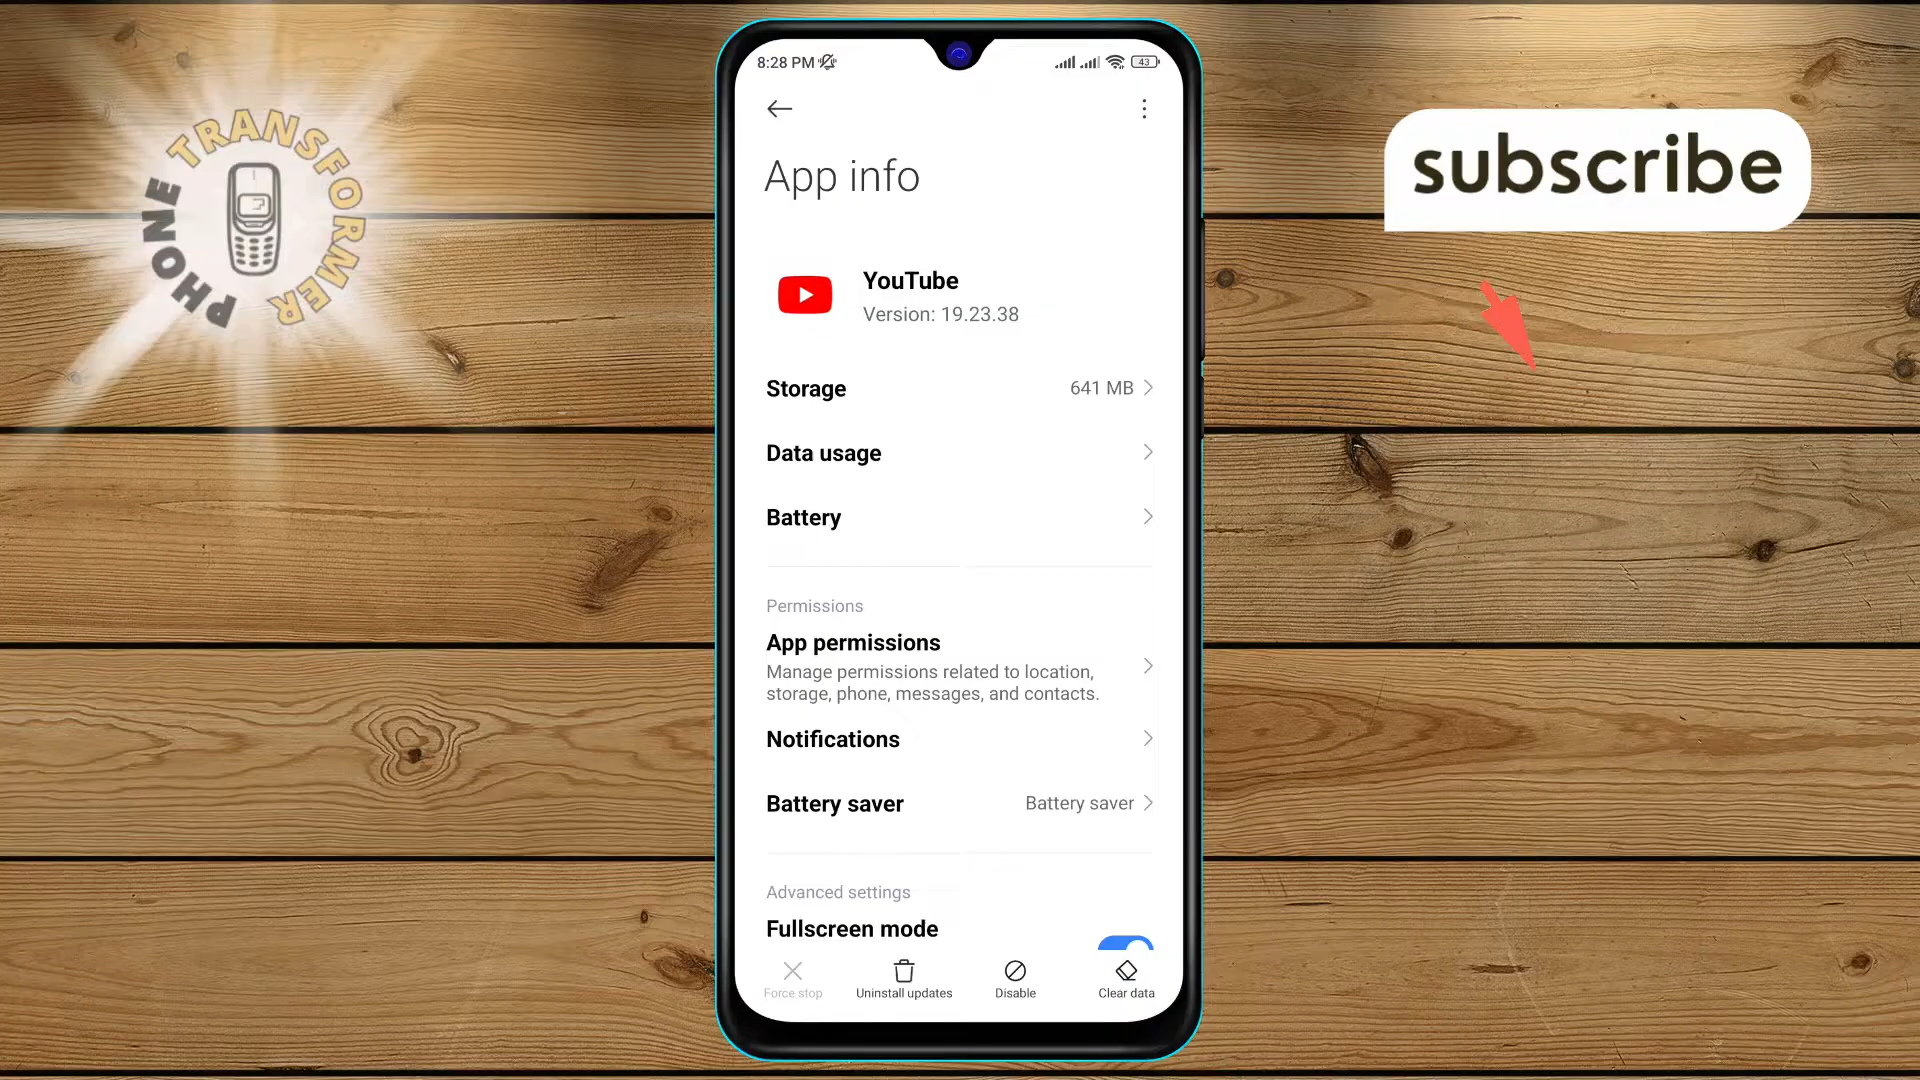 PHONE TRANSFORMER
subscribe
8:28 PM
43
App info
YouTube
Version: 19.23.38
Storage 641 MB
Data usage
Battery
Permissions
App permissions
Manage permissions related to location,
storage, phone, messages, and contacts.
Notifications
Battery saver Battery saver
Advanced settings
Fullscreen mode
Force stop Uninstall updates Disable Clear data